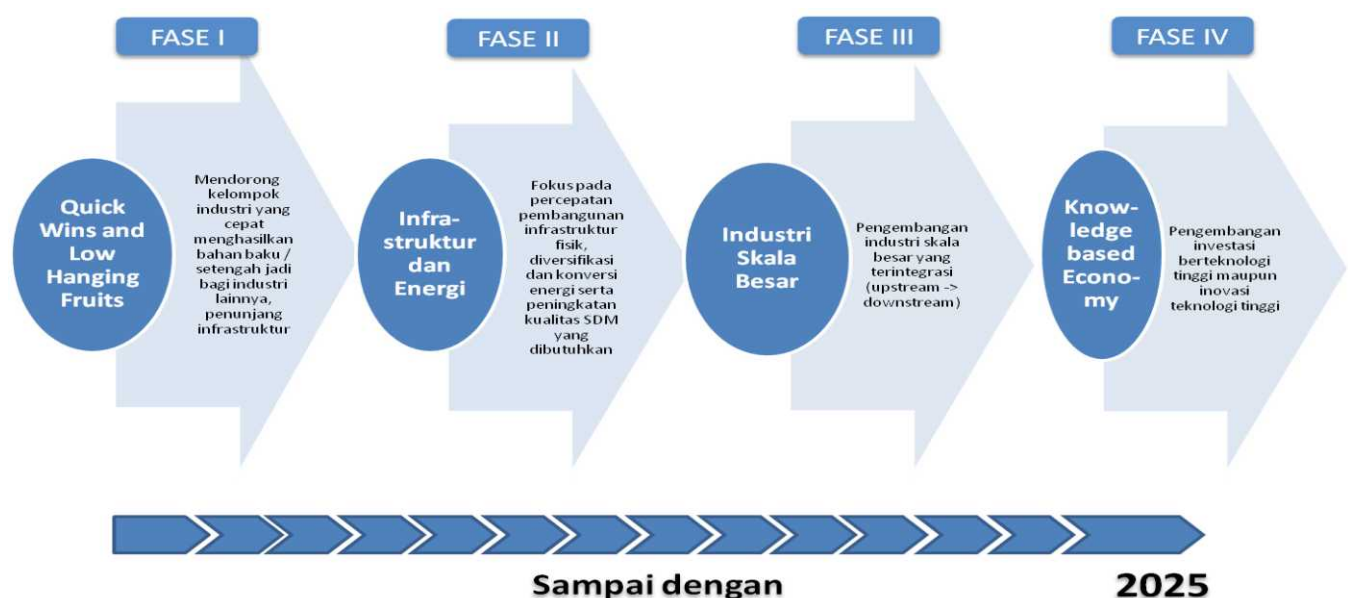 FASE I
FASE II
FASE III
FASE IV
Quick
Wins and
Low
Hanging
Fruits
Mendorong
kelompok
industri yang
cepat
menghasilkan
bahan baku /
setengah jadi
bagi industri
lainnya,
penunjang
infrastruktur
Infra-
struktur
dan
Energi
Fokus pada
percepatan
pembangunan
infrastruktur
fisik,
diversifikasi
dan konversi
energi serta
peningkatan
kualitas SDM
yang
dibutuhkan
Industri
Skala
Besar
Pengembangan
industri skala
besar yang
terintegrasi
(upstream ->
downstream)
Know-
ledge
based
Econo-
my
Pengembangan
investasi
berteknologi
tinggi maupun
inovasi
teknologi tinggi
Sampai dengan
2025